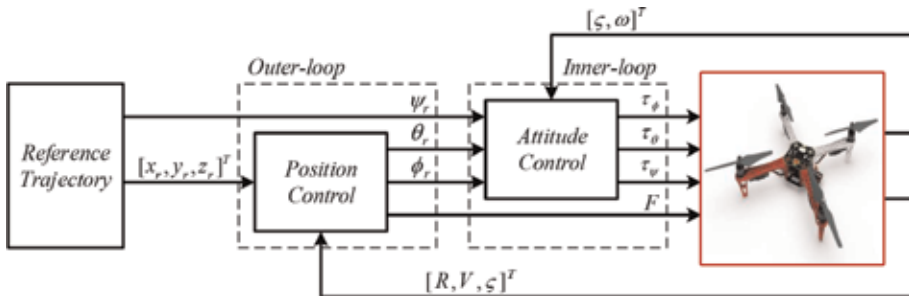 [ς, ω]^T
Outer-loop
Inner-loop
ψ_r
τ_ϕ
Reference
Trajectory
θ_r
Attitude
Control
τ_θ
[x_r, y_r, z_r]^T
Position
Control
ϕ_r
τ_ψ
F
[R, V, ς]^T